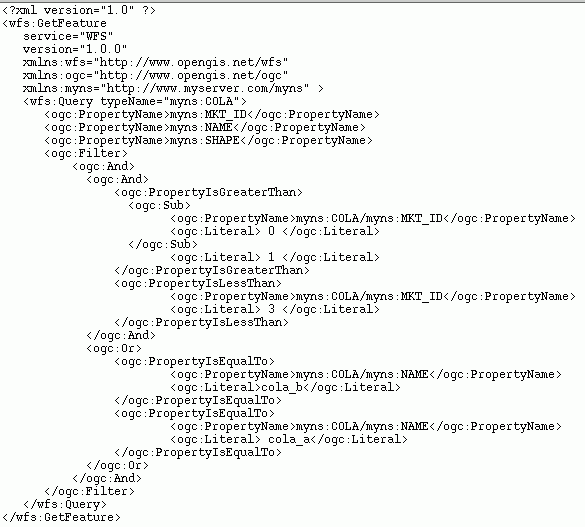 <?xml version="1.0" ?>
<wfs:GetFeature
   service="WFS"
   version="1.0.0"
   xmlns:wfs="http://www.opengis.net/wfs"
   xmlns:ogc="http://www.opengis.net/ogc"
   xmlns:myns="http://www.myserver.com/myns" >
   <wfs:Query typeName="myns:COLA">
      <ogc:PropertyName>myns:MKT_ID</ogc:PropertyName>
      <ogc:PropertyName>myns:NAME</ogc:PropertyName>
      <ogc:PropertyName>myns:SHAPE</ogc:PropertyName>
      <ogc:Filter>
          <ogc:And>
            <ogc:And>
                <ogc:PropertyIsGreaterThan>
                  <ogc:Sub>
                        <ogc:PropertyName>myns:COLA/myns:MKT_ID</ogc:PropertyName>
                        <ogc:Literal> 0 </ogc:Literal>
                  </ogc:Sub>
                        <ogc:Literal> 1 </ogc:Literal>
                </ogc:PropertyIsGreaterThan>
                <ogc:PropertyIsLessThan>
                        <ogc:PropertyName>myns:COLA/myns:MKT_ID</ogc:PropertyName>
                        <ogc:Literal> 3 </ogc:Literal>
                </ogc:PropertyIsLessThan>
            </ogc:And>
            <ogc:Or>
                <ogc:PropertyIsEqualTo>
                        <ogc:PropertyName>myns:COLA/myns:NAME</ogc:PropertyName>
                        <ogc:Literal>cola_b</ogc:Literal>
                </ogc:PropertyIsEqualTo>
                <ogc:PropertyIsEqualTo>
                        <ogc:PropertyName>myns:COLA/myns:NAME</ogc:PropertyName>
                        <ogc:Literal> cola_a</ogc:Literal>
                </ogc:PropertyIsEqualTo>
            </ogc:Or>
          </ogc:And>
      </ogc:Filter>
   </wfs:Query>
</wfs:GetFeature>